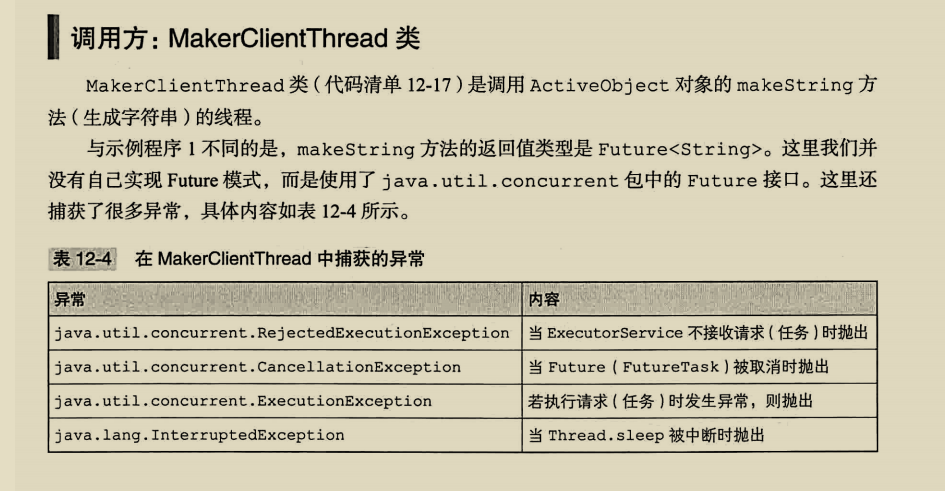 调用方：MakerClientThread 类
MakerClientThread 类（代码清单 12-17）是调用 ActiveObject 对象的 makeString 方
法（生成字符串）的线程。
与示例程序 1 不同的是，makeString 方法的返回值类型是 Future<String>。这里我们并
没有自己实现 Future 模式，而是使用了 java.util.concurrent 包中的 Future 接口。这里还
捕获了很多异常，具体内容如表 12-4 所示。
表 12-4 在 MakerClientThread 中捕获的异常
异常 内容
java.util.concurrent.RejectedExecutionException 当 ExecutorService 不接收请求（任务）时抛出
java.util.concurrent.CancellationException 当 Future（FutureTask）被取消时抛出
java.util.concurrent.ExecutionException 若执行请求（任务）时发生异常，则抛出
java.lang.InterruptedException 当 Thread.sleep 被中断时抛出